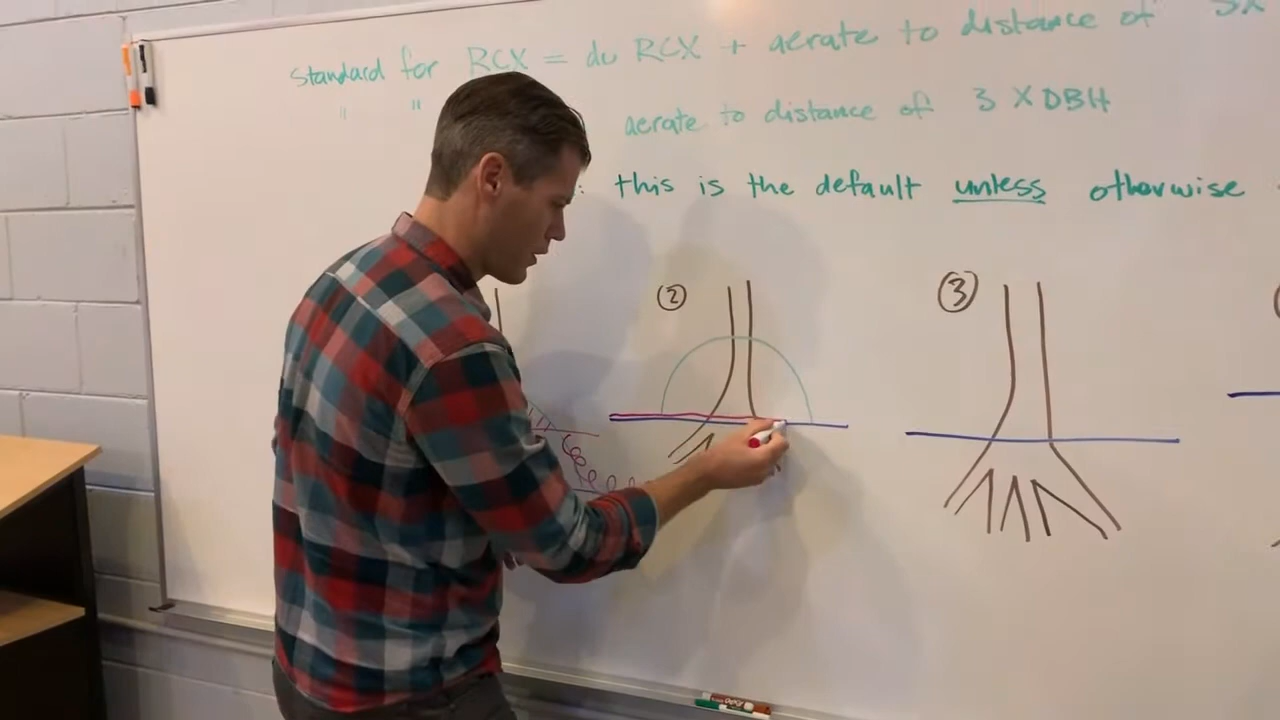 standard for RCX = do RCX + aerate to distance of 3X
" " aerate to distance of 3 X DBH
: this is the default unless otherwise
2
3